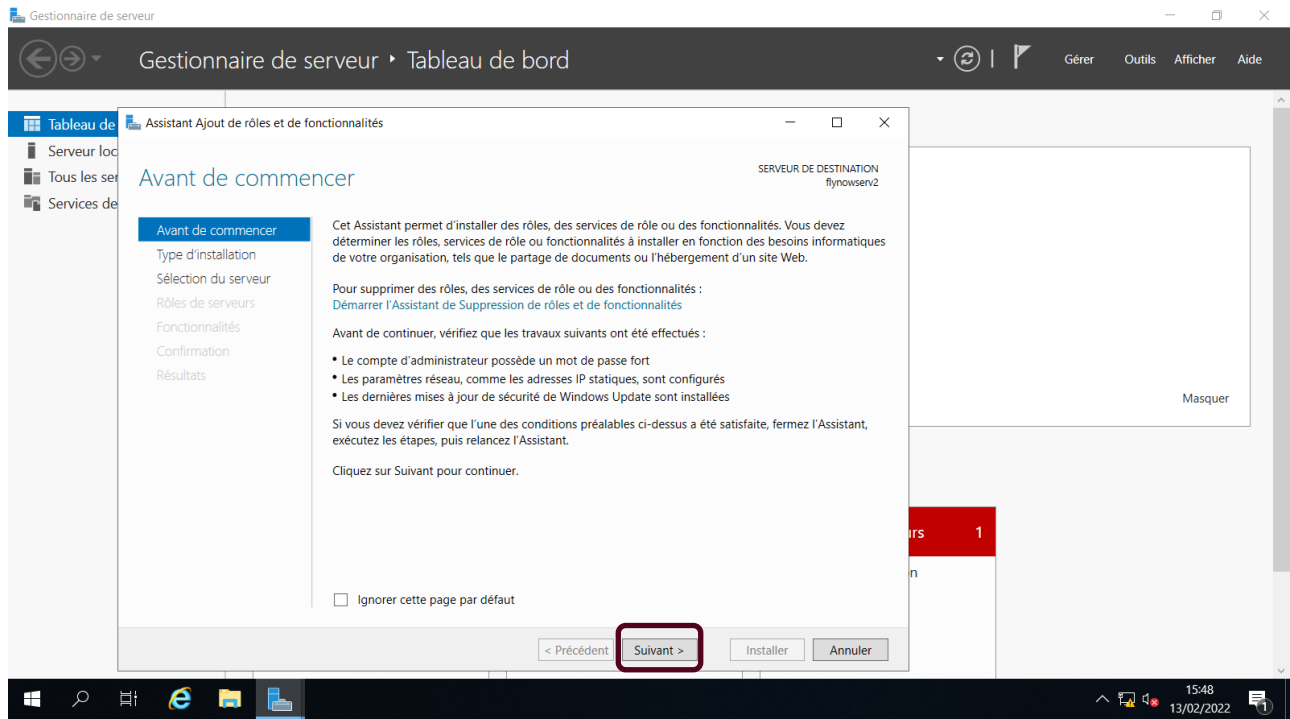 Gestionnaire de serveur
Gestionnaire de serveur
Tableau de bord
Gérer
Outils
Afficher
Aide
Tableau de
Serveur loc
Tous les ser
Services de
Assistant Ajout de rôles et de fonctionnalités
Avant de commencer
SERVEUR DE DESTINATION
flynowserv2
Avant de commencer
Type d'installation
Sélection du serveur
Rôles de serveurs
Fonctionnalités
Confirmation
Résultats
Cet Assistant permet d'installer des rôles, des services de rôle ou des fonctionnalités. Vous devez
déterminer les rôles, services de rôle ou fonctionnalités à installer en fonction des besoins informatiques
de votre organisation, tels que le partage de documents ou l'hébergement d'un site Web.
Pour supprimer des rôles, des services de rôle ou des fonctionnalités :
Démarrer l'Assistant de Suppression de rôles et de fonctionnalités
Avant de continuer, vérifiez que les travaux suivants ont été effectués :
• Le compte d'administrateur possède un mot de passe fort
• Les paramètres réseau, comme les adresses IP statiques, sont configurés
• Les dernières mises à jour de sécurité de Windows Update sont installées
Si vous devez vérifier que l'une des conditions préalables ci-dessus a été satisfaite, fermez l'Assistant,
exécutez les étapes, puis relancez l'Assistant.
Cliquez sur Suivant pour continuer.
Ignorer cette page par défaut
< Précédent
Suivant >
Installer
Annuler
Masquer
urs 1
n
15:48
13/02/2022
1